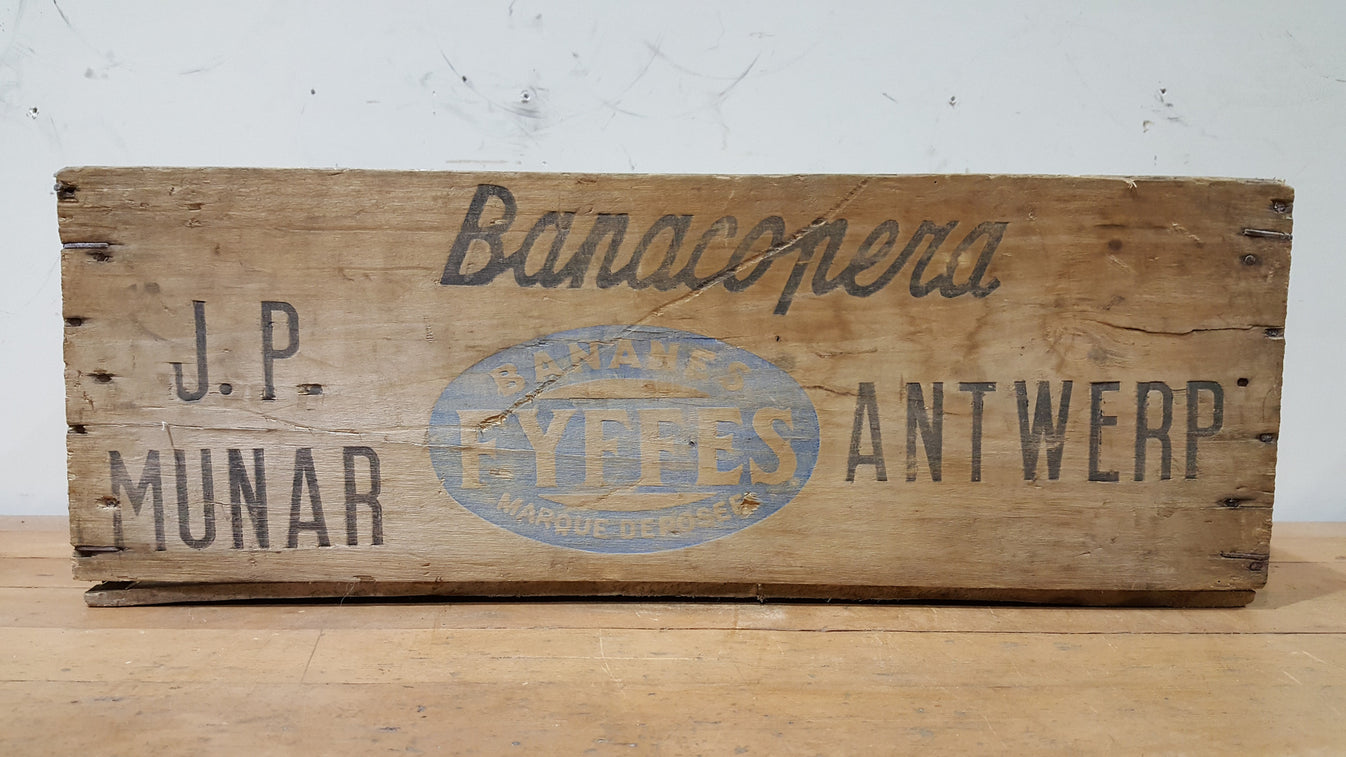 Banacopera
J. P.
MUNAR
BANANES
FYFFES
MARQUE DEPOSEE
ANTWERP